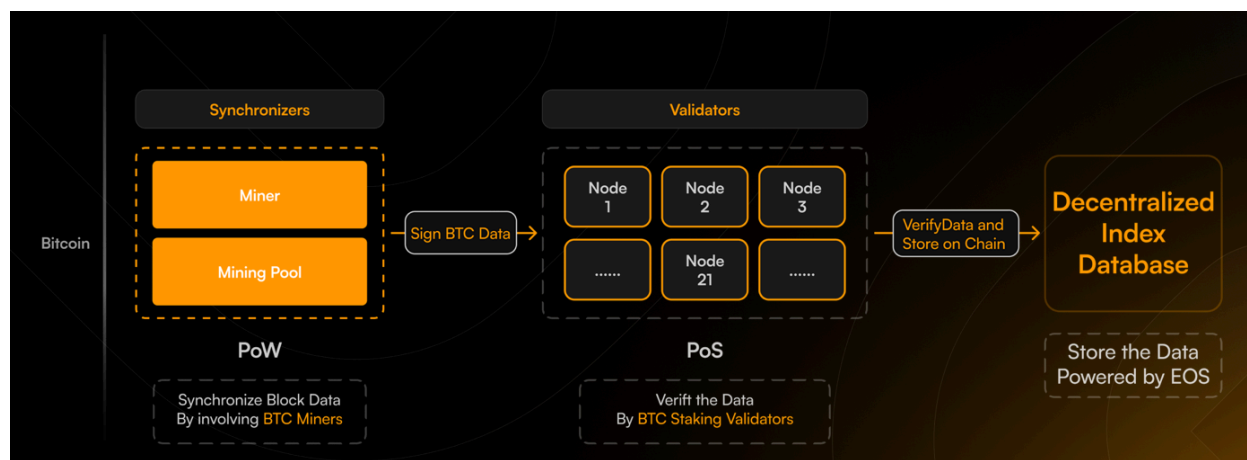 Bitcoin
Synchronizers
Miner
Mining Pool
PoW
Synchronize Block Data
By involving BTC Miners
Sign BTC Data
Validators
Node
1
Node
2
Node
3
......
Node
21
......
PoS
Verift the Data
By BTC Staking Validators
VerifyData and
Store on Chain
Decentralized
Index
Database
Store the Data
Powered by EOS